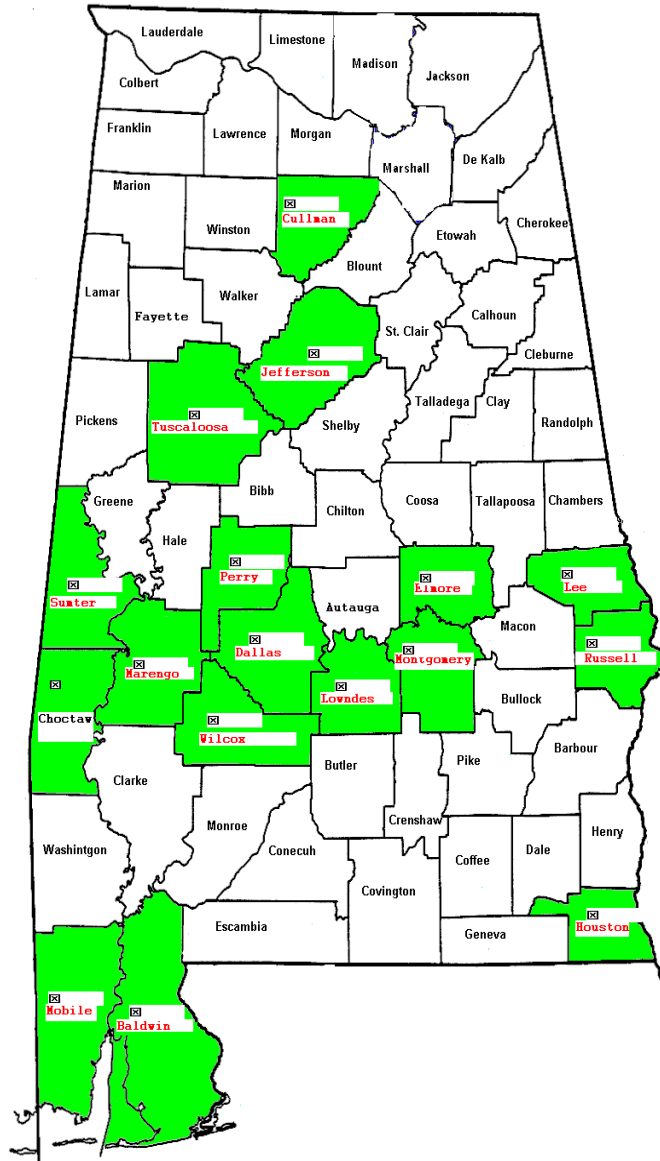 Lauderdale
Limestone
Madison
Jackson
Colbert
Franklin
Lawrence
Morgan
Marshall
De Kalb
Marion
Winston
Cullman
Cherokee
Etowah
Blount
Lamar
Fayette
Walker
St. Clair
Calhoun
Cleburne
Jefferson
Pickens
Tuscaloosa
Shelby
Talladega
Clay
Randolph
Greene
Bibb
Hale
Chilton
Coosa
Tallapoosa
Chambers
Sumter
Perry
Autauga
Elmore
Lee
Macon
Marengo
Dallas
Montgomery
Russell
Choctaw
Lowndes
Bullock
Wilcox
Clarke
Butler
Pike
Barbour
Monroe
Crenshaw
Henry
Washintgon
Conecuh
Coffee
Dale
Covington
Escambia
Geneva
Houston
Mobile
Baldwin